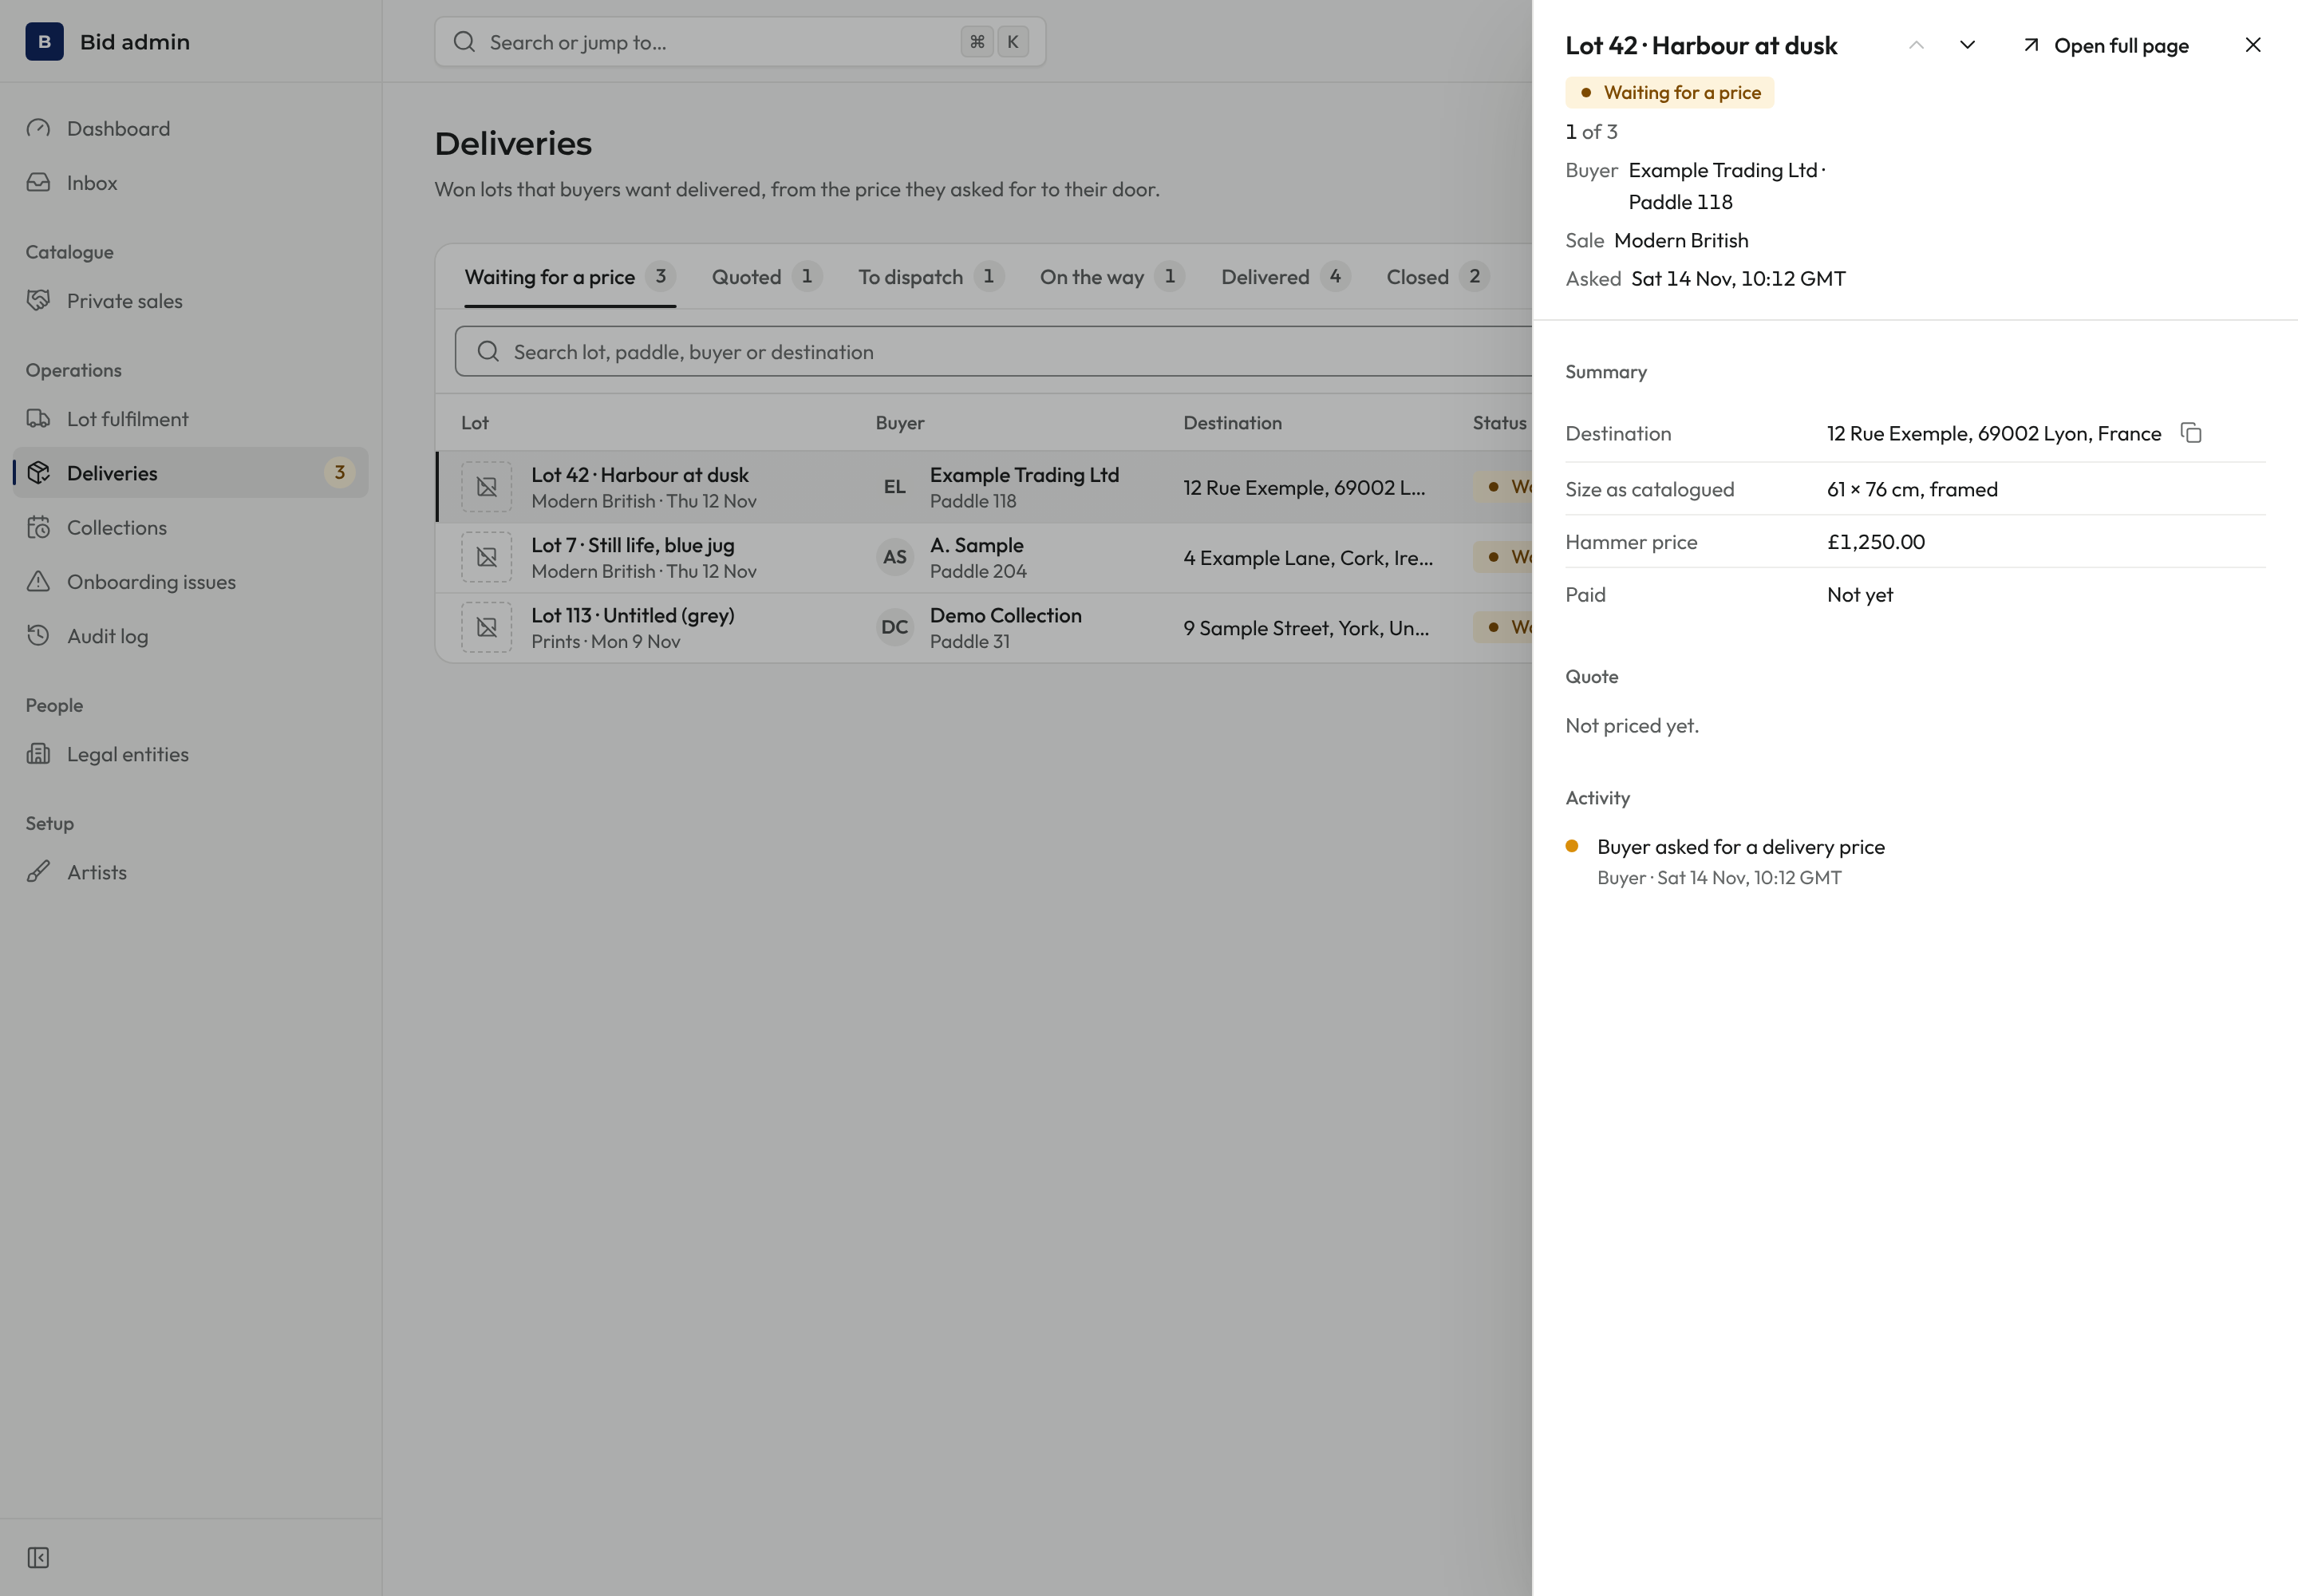 B Bid admin
Search or jump to... ⌘ K
Dashboard
Inbox
Catalogue
Private sales
Operations
Lot fulfilment
Deliveries 3
Collections
Onboarding issues
Audit log
People
Legal entities
Setup
Artists
Deliveries
Won lots that buyers want delivered, from the price they asked for to their door.
Waiting for a price 3 Quoted 1 To dispatch 1 On the way 1 Delivered 4 Closed 2
Search lot, paddle, buyer or destination
Lot Buyer Destination Status
Lot 42 · Harbour at dusk
Modern British · Thu 12 Nov
EL
Example Trading Ltd
Paddle 118
12 Rue Exemple, 69002 L...
Lot 7 · Still life, blue jug
Modern British · Thu 12 Nov
AS
A. Sample
Paddle 204
4 Example Lane, Cork, Ire...
Lot 113 · Untitled (grey)
Prints · Mon 9 Nov
DC
Demo Collection
Paddle 31
9 Sample Street, York, Un...
Lot 42 · Harbour at dusk
Open full page
Waiting for a price
1 of 3
Buyer Example Trading Ltd ·
Paddle 118
Sale Modern British
Asked Sat 14 Nov, 10:12 GMT
Summary
Destination 12 Rue Exemple, 69002 Lyon, France
Size as catalogued 61 × 76 cm, framed
Hammer price £1,250.00
Paid Not yet
Quote
Not priced yet.
Activity
Buyer asked for a delivery price
Buyer · Sat 14 Nov, 10:12 GMT